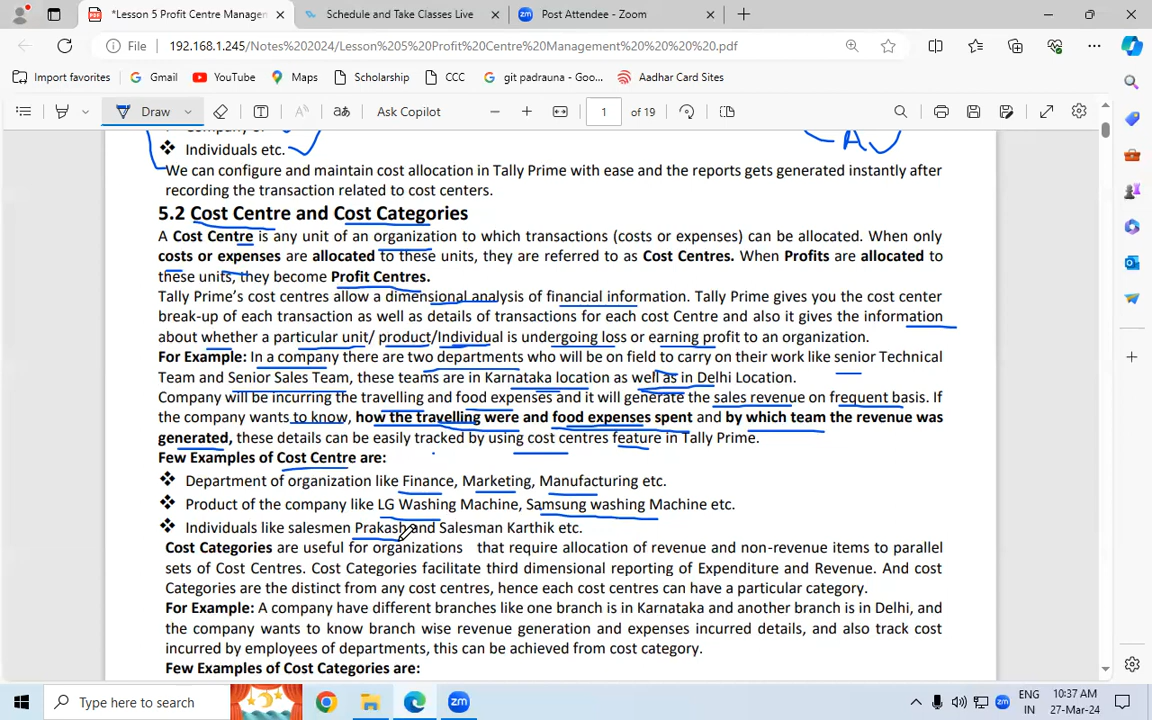 *Lesson 5 Profit Centre Managem
Schedule and Take Classes Live
Post Attendee - Zoom
File
192.168.1.245/Notes%202024/Lesson%205%20Profit%20Centre%20Management%20%20%20%20.pdf
Import favorites
Gmail
YouTube
Maps
Scholarship
CCC
git padrauna - Goo...
Aadhar Card Sites
Draw
Ask Copilot
1 of 19
❖ Individuals etc.
We can configure and maintain cost allocation in Tally Prime with ease and the reports gets generated instantly after
recording the transaction related to cost centers.
5.2 Cost Centre and Cost Categories
A Cost Centre is any unit of an organization to which transactions (costs or expenses) can be allocated. When only
costs or expenses are allocated to these units, they are referred to as Cost Centres. When Profits are allocated to
these units, they become Profit Centres.
Tally Prime's cost centres allow a dimensional analysis of financial information. Tally Prime gives you the cost center
break-up of each transaction as well as details of transactions for each cost Centre and also it gives the information
about whether a particular unit/ product/Individual is undergoing loss or earning profit to an organization.
For Example: In a company there are two departments who will be on field to carry on their work like senior Technical
Team and Senior Sales Team, these teams are in Karnataka location as well as in Delhi Location.
Company will be incurring the travelling and food expenses and it will generate the sales revenue on frequent basis. If
the company wants to know, how the travelling were and food expenses spent and by which team the revenue was
generated, these details can be easily tracked by using cost centres feature in Tally Prime.
Few Examples of Cost Centre are:
❖ Department of organization like Finance, Marketing, Manufacturing etc.
❖ Product of the company like LG Washing Machine, Samsung washing Machine etc.
❖ Individuals like salesmen Prakash and Salesman Karthik etc.
Cost Categories are useful for organizations that require allocation of revenue and non-revenue items to parallel
sets of Cost Centres. Cost Categories facilitate third dimensional reporting of Expenditure and Revenue. And cost
Categories are the distinct from any cost centres, hence each cost centres can have a particular category.
For Example: A company have different branches like one branch is in Karnataka and another branch is in Delhi, and
the company wants to know branch wise revenue generation and expenses incurred details, and also track cost
incurred by employees of departments, this can be achieved from cost category.
Few Examples of Cost Categories are:
Type here to search
ENG
IN
10:37 AM
27-Mar-24